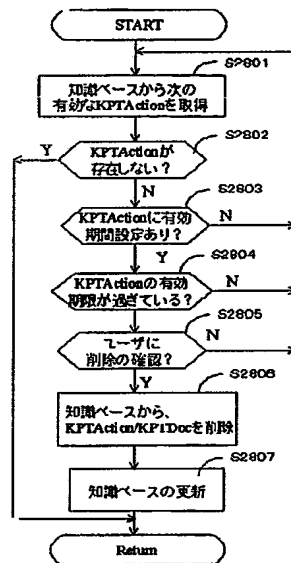 START
S2801
知識ベースから次の
有効なKPTActionを取得
S2802
Y
KPTActionが
存在しない？
N
S2803
KPTActionに有効
期間設定あり？
N
Y
S2804
KPTActionの有効
期限が過ぎている？
N
S2805
ユーザに
削除の確認？
N
Y
S2806
知識ベースから、
KPTAction/KPTDocを削除
S2807
知識ベースの更新
Return